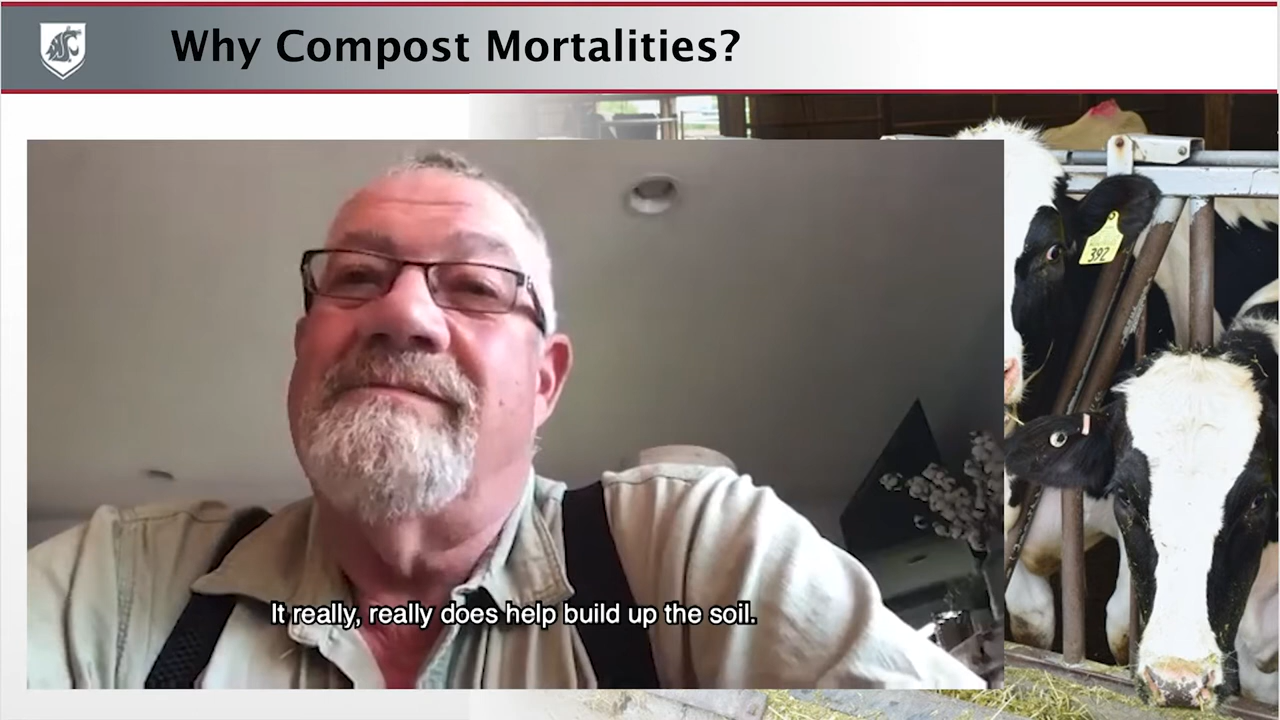 Why Compost Mortalities?
392
It really, really does help build up the soil.